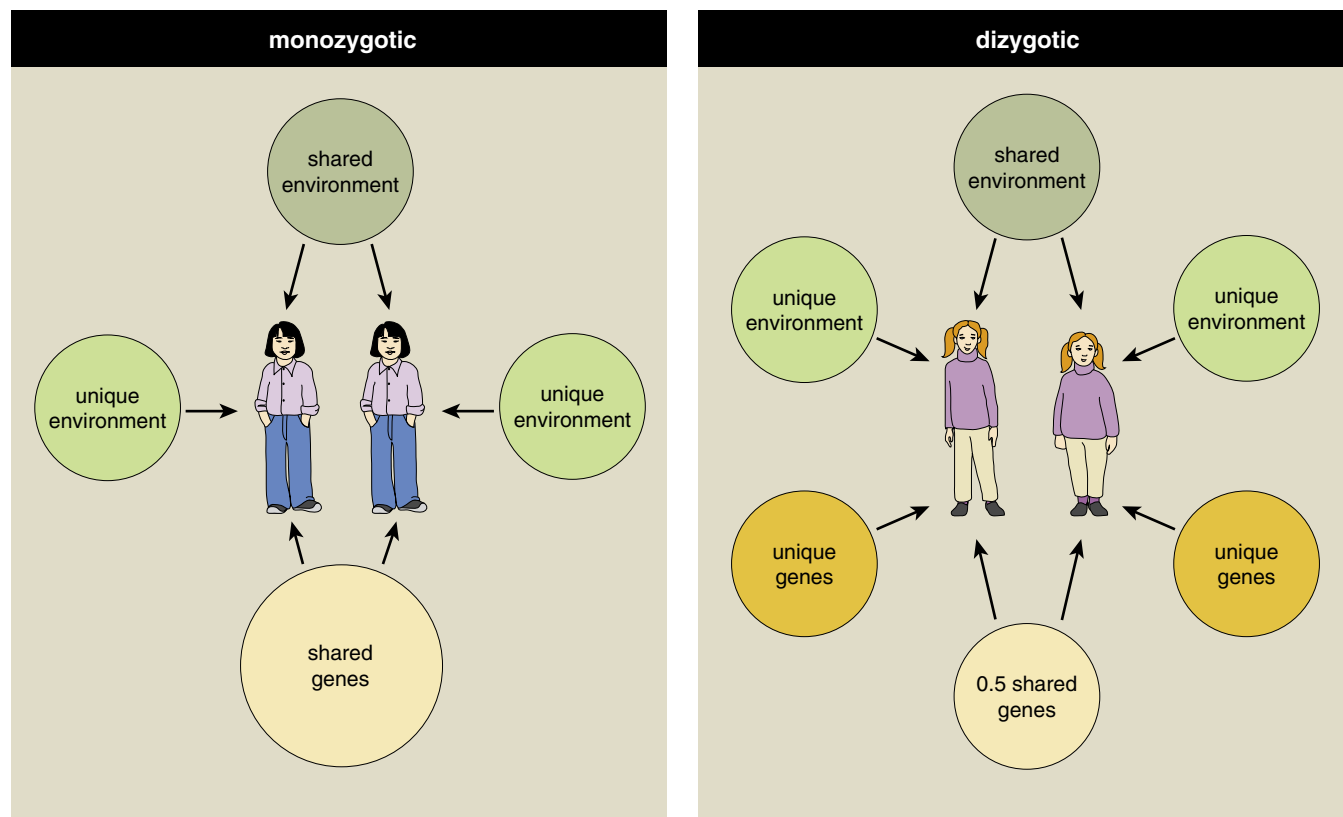 monozygotic
shared
environment
unique
environment
unique
environment
shared
genes
dizygotic
shared
environment
unique
environment
unique
environment
unique
genes
unique
genes
0.5 shared
genes